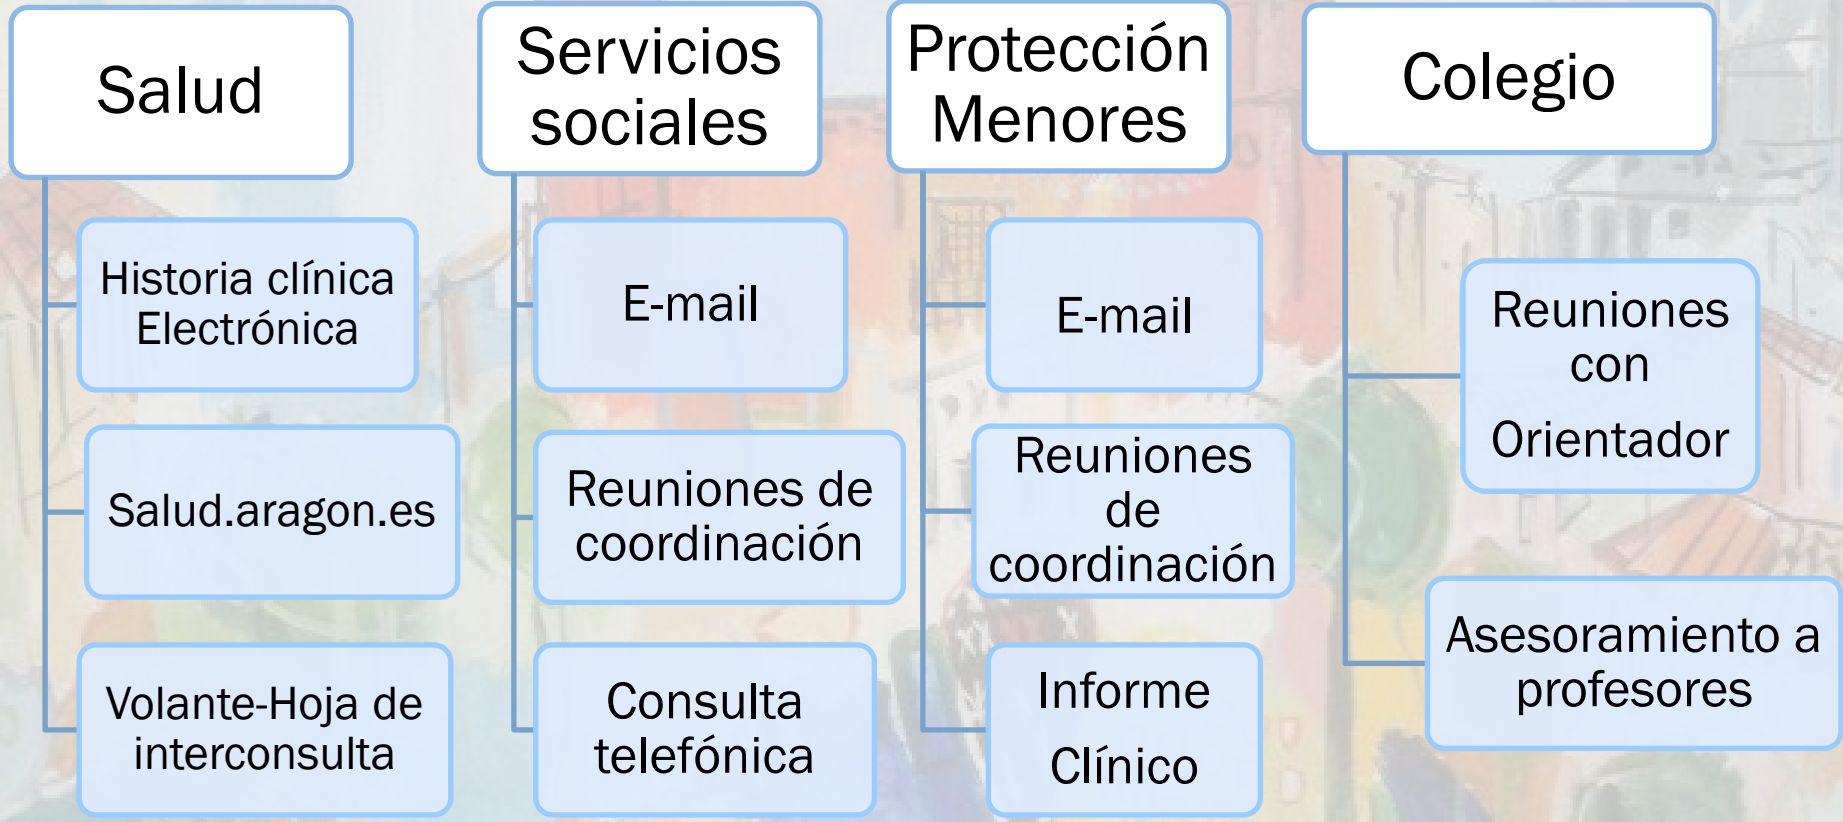 Salud
Historia clínica
Electrónica
Salud.aragon.es
Volante-Hoja de
interconsulta
Servicios
sociales
E-mail
Reuniones de
coordinación
Consulta
telefónica
Protección
Menores
E-mail
Reuniones
de
coordinación
Informe
Clínico
Colegio
Reuniones
con
Orientador
Asesoramiento a
profesores